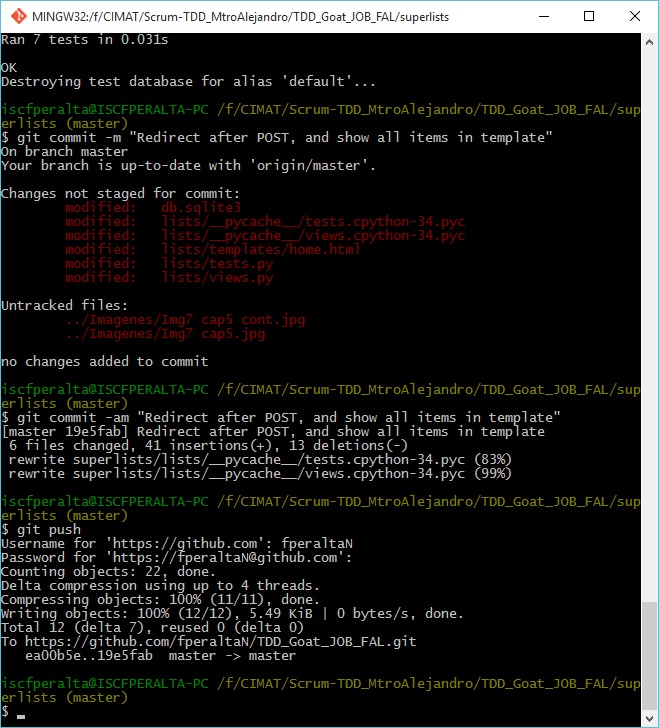 MINGW32:/f/CIMAT/Scrum-TDD_MtroAlejandro/TDD_Goat_JOB_FAL/superlists
Ran 7 tests in 0.031s
OK
Destroying test database for alias 'default'...
iscfperalta@ISCFPERALTA-PC /f/CIMAT/Scrum-TDD_MtroAlejandro/TDD_Goat_JOB_FAL/sup
erlists (master)
$ git commit -m "Redirect after POST, and show all items in template"
On branch master
Your branch is up-to-date with 'origin/master'.
Changes not staged for commit:
modified: db.sqlite3
modified: lists/__pycache__/tests.cpython-34.pyc
modified: lists/__pycache__/views.cpython-34.pyc
modified: lists/templates/home.html
modified: lists/tests.py
modified: lists/views.py
Untracked files:
../Imagenes/Img7 cap5 cont.jpg
../Imagenes/Img7 cap5.jpg
no changes added to commit
iscfperalta@ISCFPERALTA-PC /f/CIMAT/Scrum-TDD_MtroAlejandro/TDD_Goat_JOB_FAL/sup
erlists (master)
$ git commit -am "Redirect after POST, and show all items in template"
[master 19e5fab] Redirect after POST, and show all items in template
6 files changed, 41 insertions(+), 13 deletions(-)
rewrite superlists/lists/__pycache__/tests.cpython-34.pyc (83%)
rewrite superlists/lists/__pycache__/views.cpython-34.pyc (99%)
iscfperalta@ISCFPERALTA-PC /f/CIMAT/Scrum-TDD_MtroAlejandro/TDD_Goat_JOB_FAL/sup
erlists (master)
$ git push
Username for 'https://github.com': fperaltaN
Password for 'https://fperaltaN@github.com':
Counting objects: 22, done.
Delta compression using up to 4 threads.
Compressing objects: 100% (11/11), done.
Writing objects: 100% (12/12), 5.49 KiB | 0 bytes/s, done.
Total 12 (delta 7), reused 0 (delta 0)
To https://github.com/fperaltaN/TDD_Goat_JOB_FAL.git
ea00b5e..19e5fab master -> master
iscfperalta@ISCFPERALTA-PC /f/CIMAT/Scrum-TDD_MtroAlejandro/TDD_Goat_JOB_FAL/sup
erlists (master)
$ _